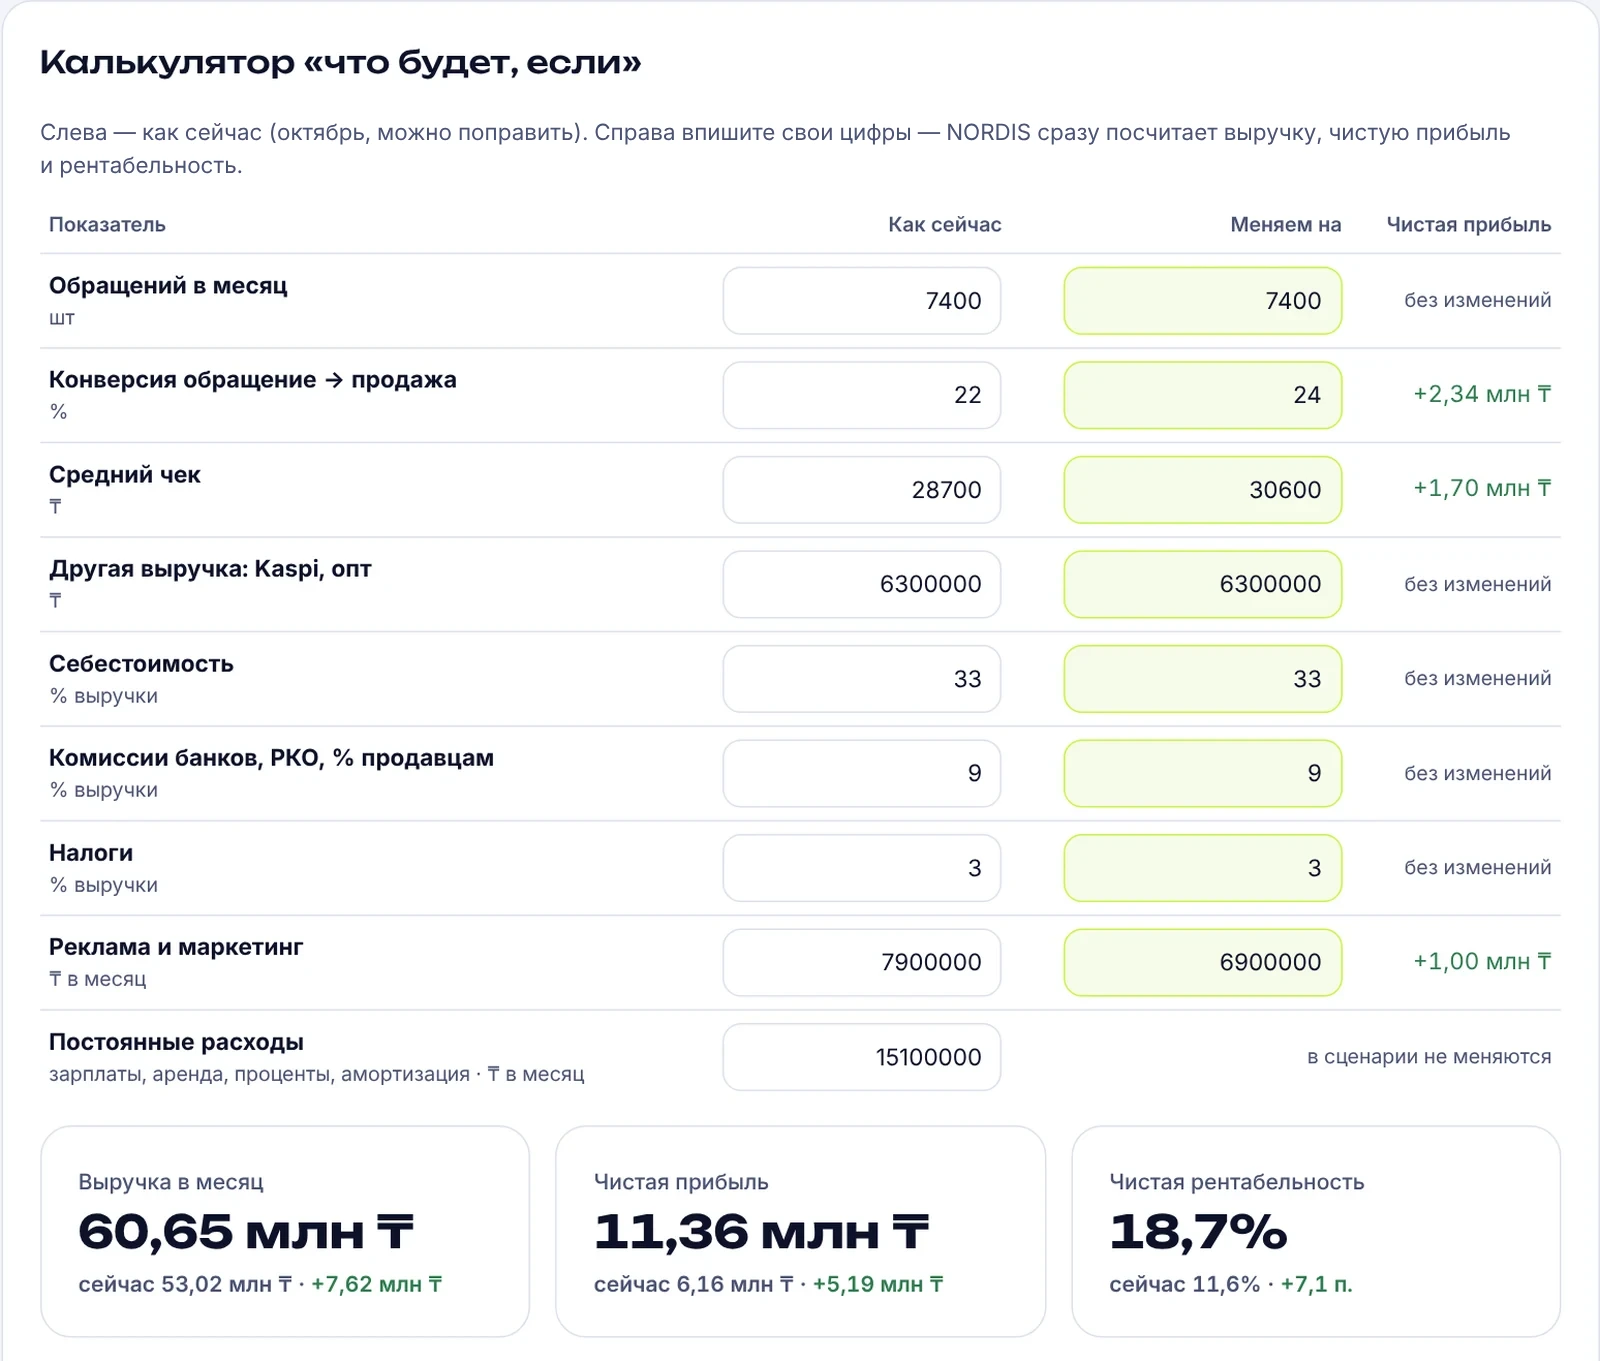 Калькулятор «что будет, если»
Слева — как сейчас (октябрь, можно поправить). Справа впишите свои цифры — NORDIS сразу посчитает выручку, чистую прибыль
и рентабельность.
Показатель Как сейчас Меняем на Чистая прибыль
Обращений в месяц
шт
7400 7400 без изменений
Конверсия обращение → продажа
%
22 24 +2,34 млн ₸
Средний чек
₸
28700 30600 +1,70 млн ₸
Другая выручка: Kaspi, опт
₸
6300000 6300000 без изменений
Себестоимость
% выручки
33 33 без изменений
Комиссии банков, РКО, % продавцам
% выручки
9 9 без изменений
Налоги
% выручки
3 3 без изменений
Реклама и маркетинг
₸ в месяц
7900000 6900000 +1,00 млн ₸
Постоянные расходы
зарплаты, аренда, проценты, амортизация · ₸ в месяц
15100000 в сценарии не меняются
Выручка в месяц
60,65 млн ₸
сейчас 53,02 млн ₸ · +7,62 млн ₸
Чистая прибыль
11,36 млн ₸
сейчас 6,16 млн ₸ · +5,19 млн ₸
Чистая рентабельность
18,7%
сейчас 11,6% · +7,1 п.